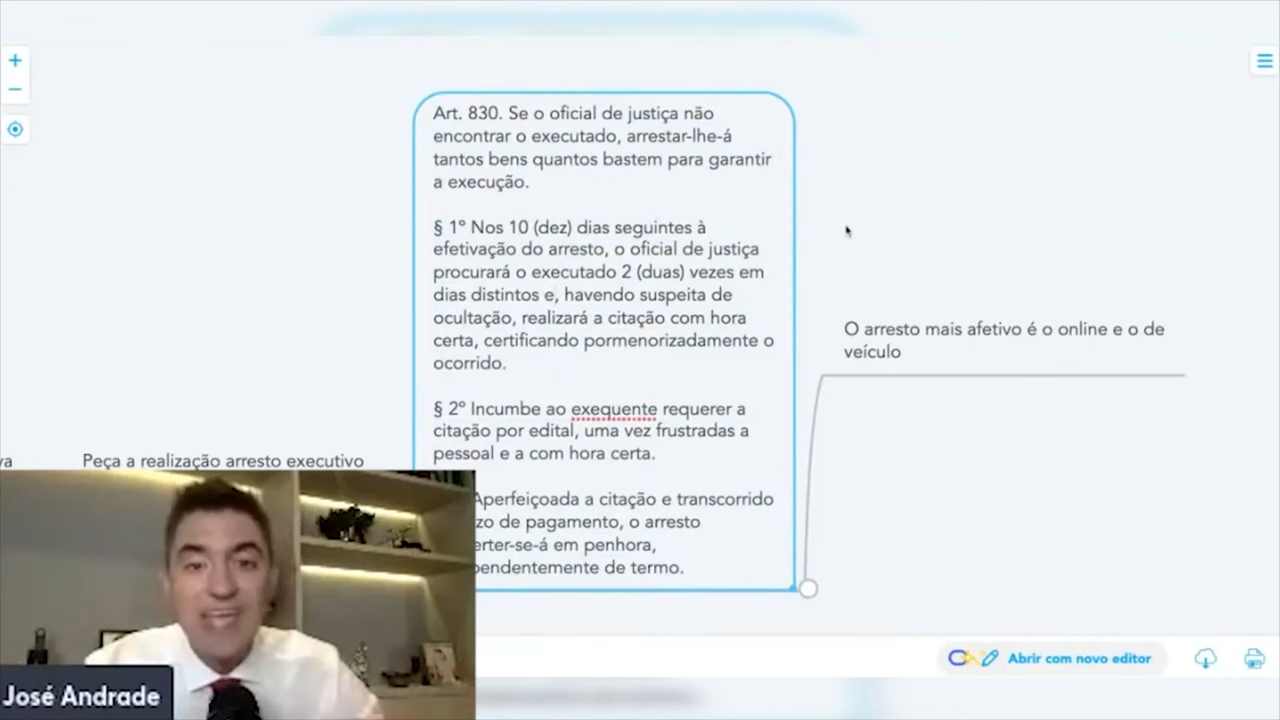 Art. 830. Se o oficial de justiça não
encontrar o executado, arrestar-lhe-á
tantos bens quantos bastem para garantir
a execução.
§ 1º Nos 10 (dez) dias seguintes à
efetivação do arresto, o oficial de justiça
procurará o executado 2 (duas) vezes em
dias distintos e, havendo suspeita de
ocultação, realizará a citação com hora
certa, certificando pormenorizadamente o
ocorrido.
§ 2º Incumbe ao exequente requerer a
citação por edital, uma vez frustradas a
pessoal e a com hora certa.
Aperfeiçoada a citação e transcorrido
zo de pagamento, o arresto
erter-se-á em penhora,
pendentemente de termo.
O arresto mais afetivo é o online e o de
veículo
va
Peça a realização arresto executivo
José Andrade
Abrir com novo editor